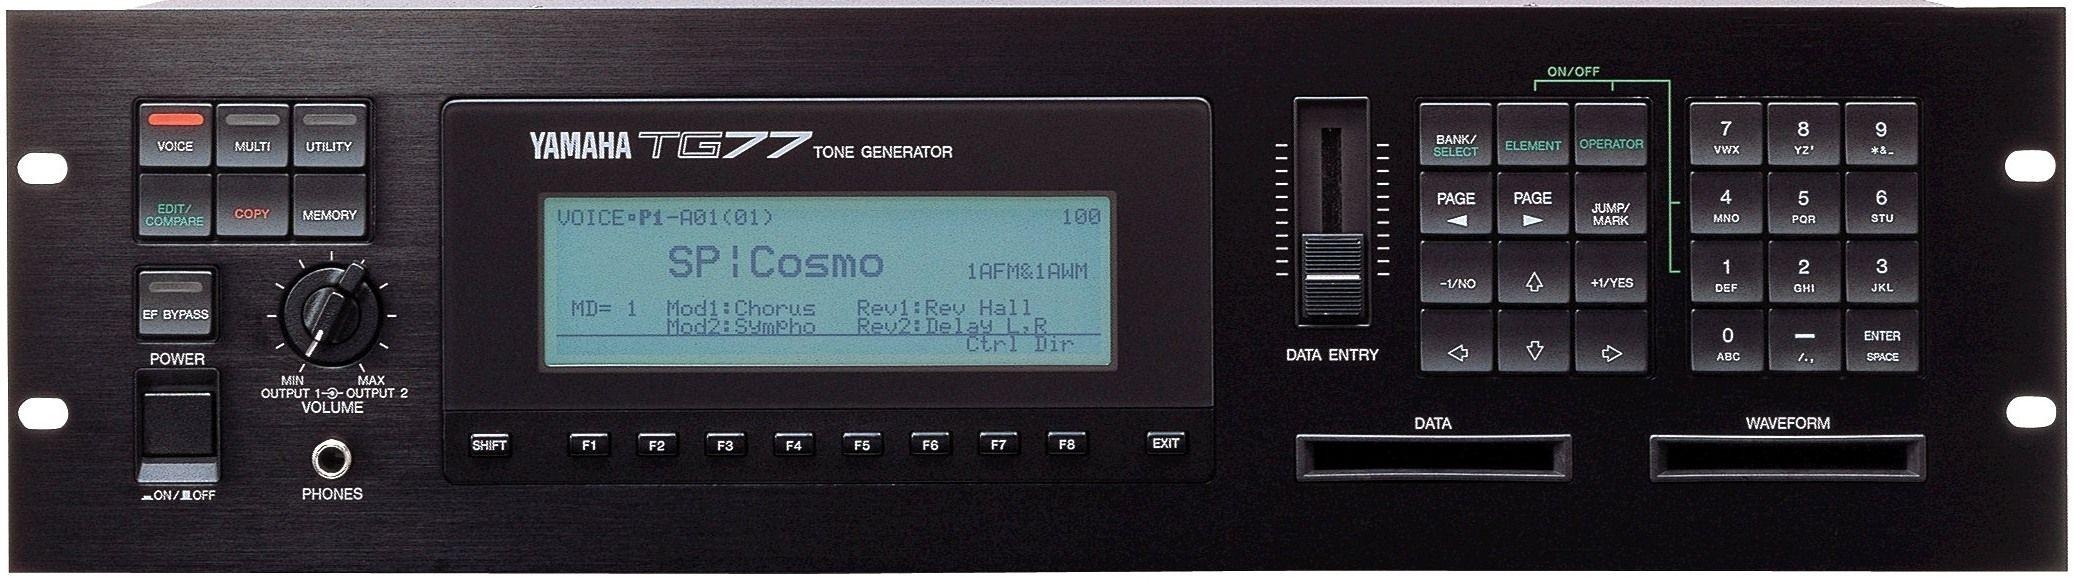 ON/OFF
VOICE MULTI UTILITY
EDIT/
COMPARE COPY MEMORY
EF BYPASS
POWER
ON/ OFF
MIN MAX
OUTPUT 1 OUTPUT 2
VOLUME
PHONES
YAMAHA TG77 TONE GENERATOR
VOICE P1-A01(01) 100
SP|Cosmo 1AFM&1AWM
MD= 1 Mod1:Chorus Rev1:Rev Hall
Mod2:Sympho Rev2:Delay L,R
Ctrl Dir
SHIFT F1 F2 F3 F4 F5 F6 F7 F8 EXIT
DATA ENTRY
BANK/
SELECT ELEMENT OPERATOR
PAGE PAGE JUMP/
MARK
-1/NO +1/YES
7 8 9
VWX YZ' *&_
4 5 6
MNO PQR STU
1 2 3
DEF GHI JKL
0 — ENTER
ABC /., SPACE
DATA WAVEFORM